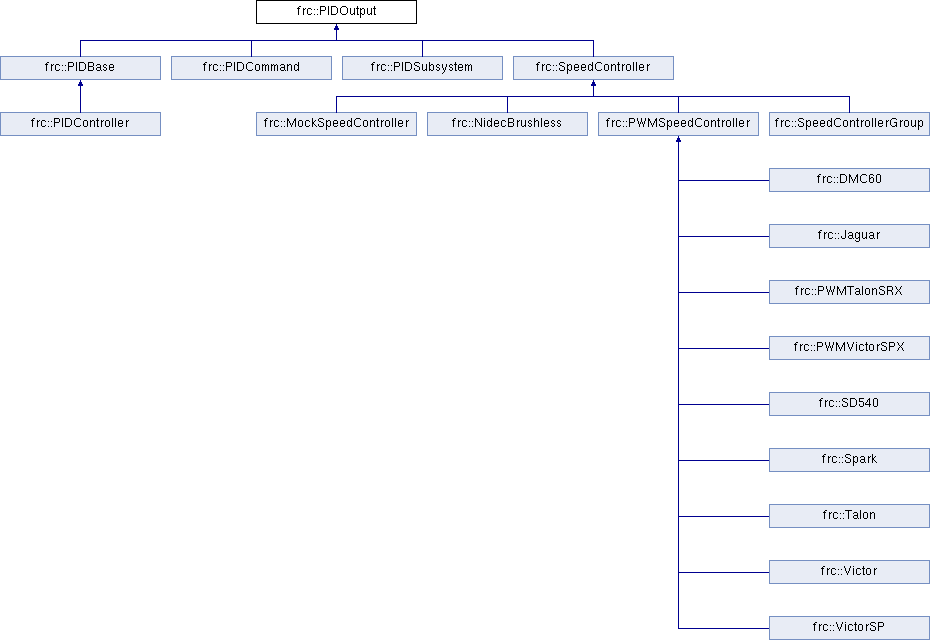 frc::PIDOutput
frc::PIDBase
frc::PIDCommand
frc::PIDSubsystem
frc::SpeedController
frc::PIDController
frc::MockSpeedController
frc::NidecBrushless
frc::PWMSpeedController
frc::SpeedControllerGroup
frc::DMC60
frc::Jaguar
frc::PWMTalonSRX
frc::PWMVictorSPX
frc::SD540
frc::Spark
frc::Talon
frc::Victor
frc::VictorSP